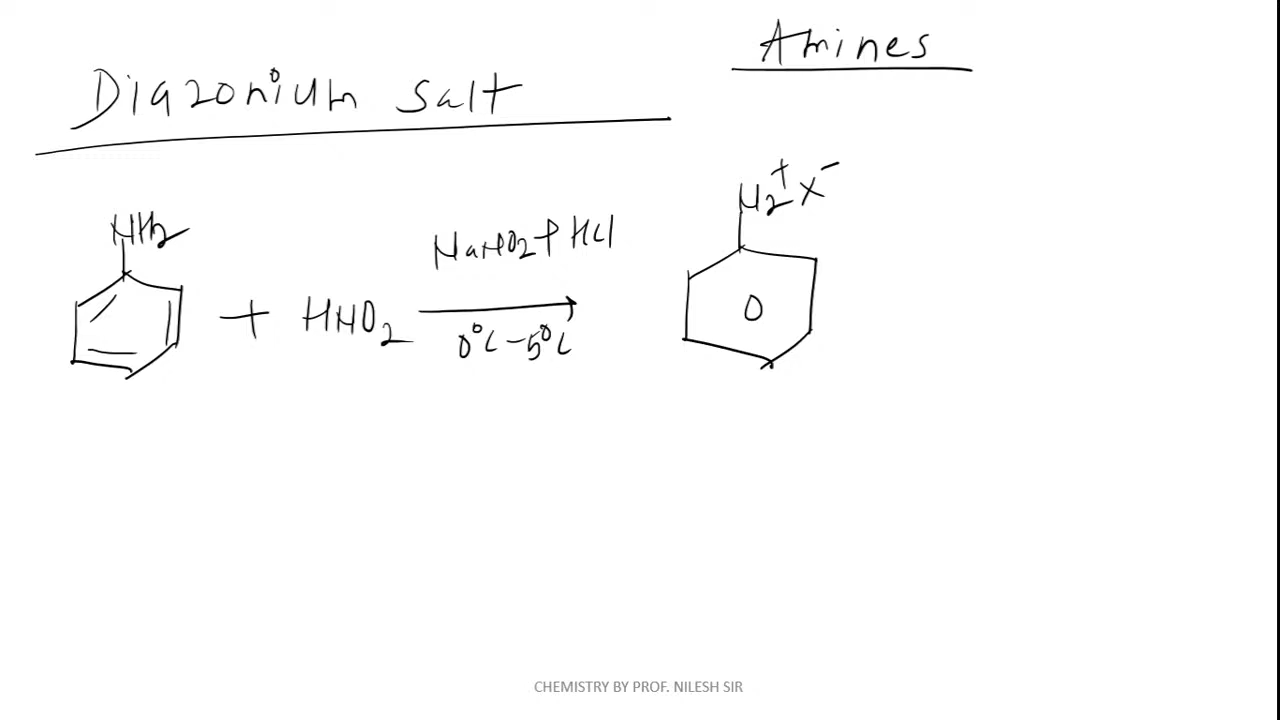 Amines
Diazonium salt
N₂⁺X⁻
NH₂
NaNO₂+HCl
+ HNO₂
0°C-5°C
CHEMISTRY BY PROF. NILESH SIR